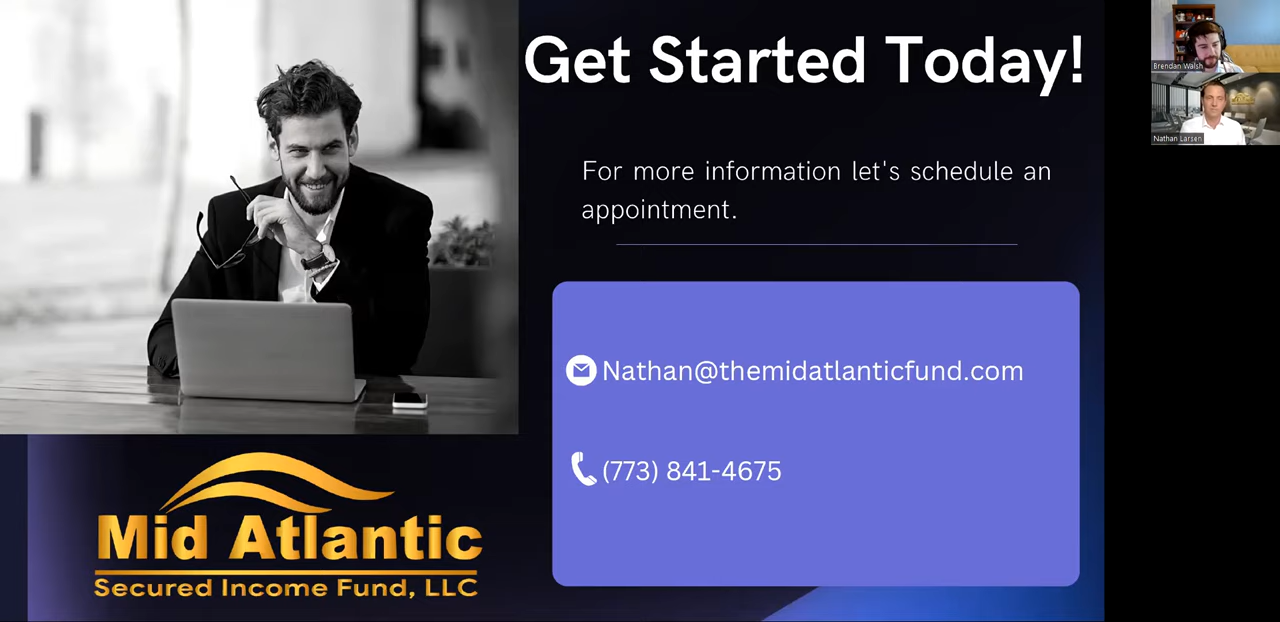 Get Started Today!
For more information let's schedule an
appointment.
Nathan@themidatlanticfund.com
(773) 841-4675
Mid Atlantic
Secured Income Fund, LLC
Brendan Walsh
Nathan Larsen